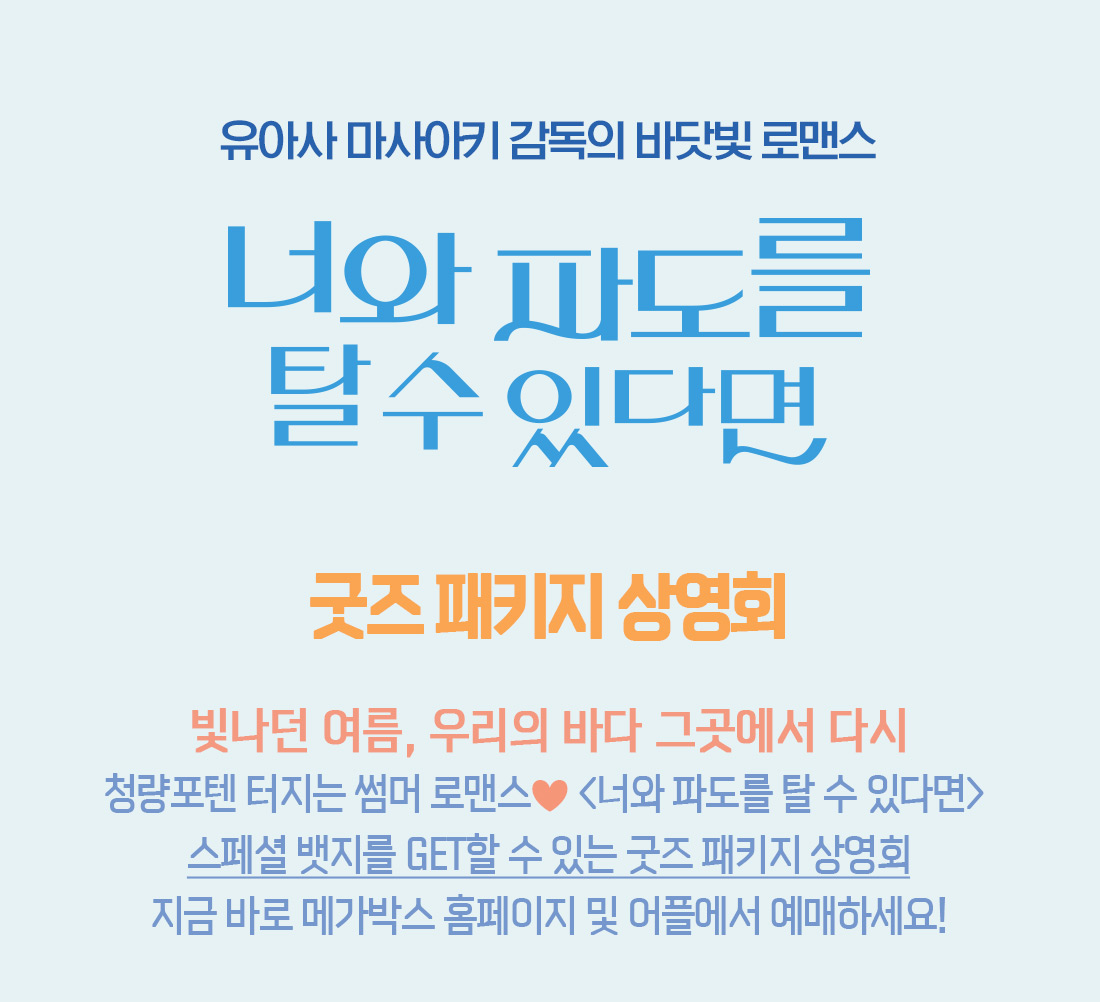 유아사 마사아키 감독의 바닷빛 로맨스
너와 파도를
탈 수 있다면
굿즈 패키지 상영회
빛나던 여름, 우리의 바다 그곳에서 다시
청량포텐 터지는 썸머 로맨스♥ <너와 파도를 탈 수 있다면>
스페셜 뱃지를 GET할 수 있는 굿즈 패키지 상영회
지금 바로 메가박스 홈페이지 및 어플에서 예매하세요!